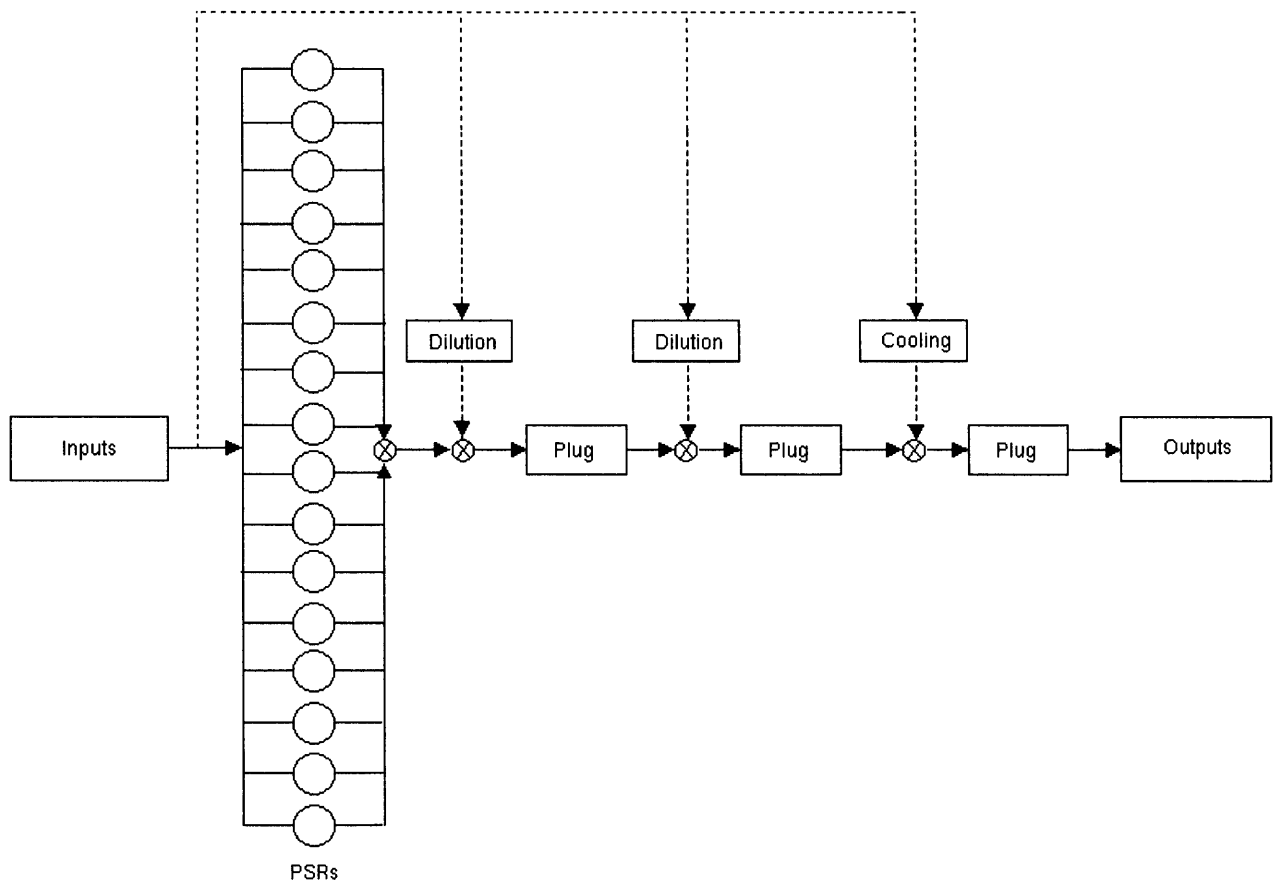 Dilution
Dilution
Cooling
Inputs
Plug
Plug
Plug
Outputs
PSRs